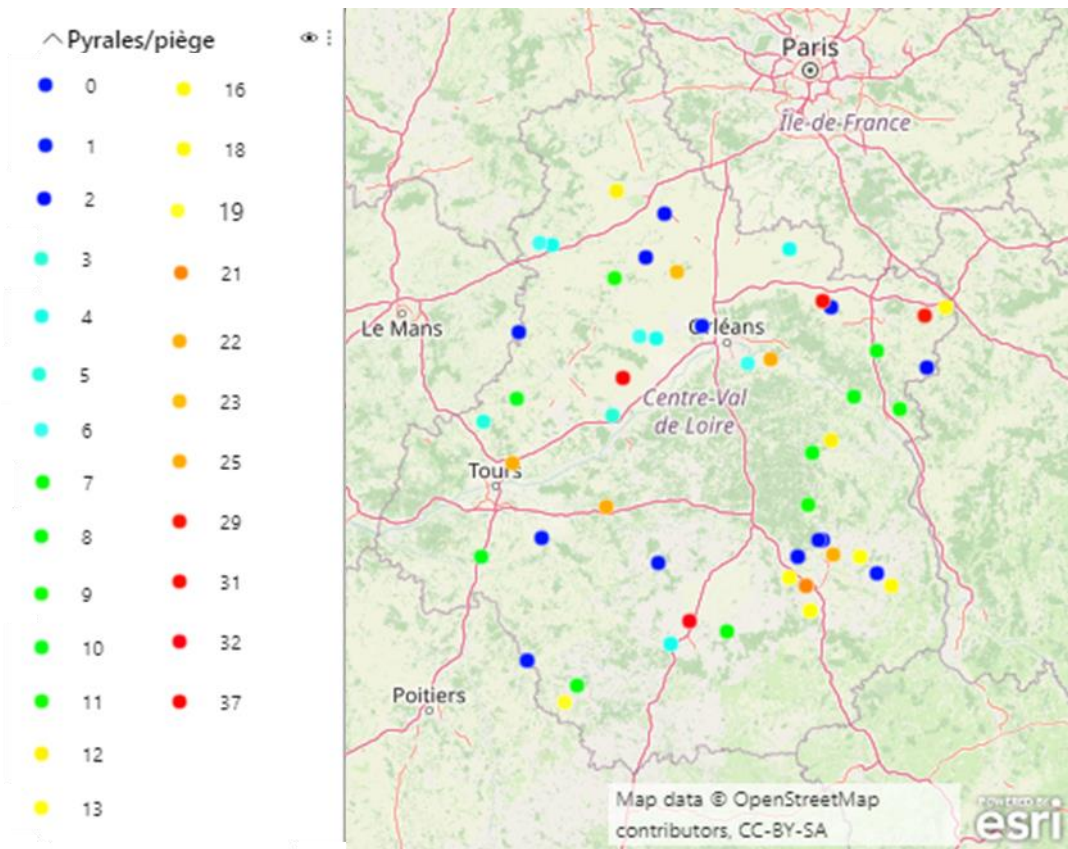 Pyrales/piège
0
1
2
3
4
5
6
7
8
9
10
11
12
13
16
18
19
21
22
23
25
29
31
32
37
Paris
Île-de-France
Le Mans
Orléans
Centre-Val
de Loire
Tours
Poitiers
Map data © OpenStreetMap
contributors, CC-BY-SA
POWERED BY
esri